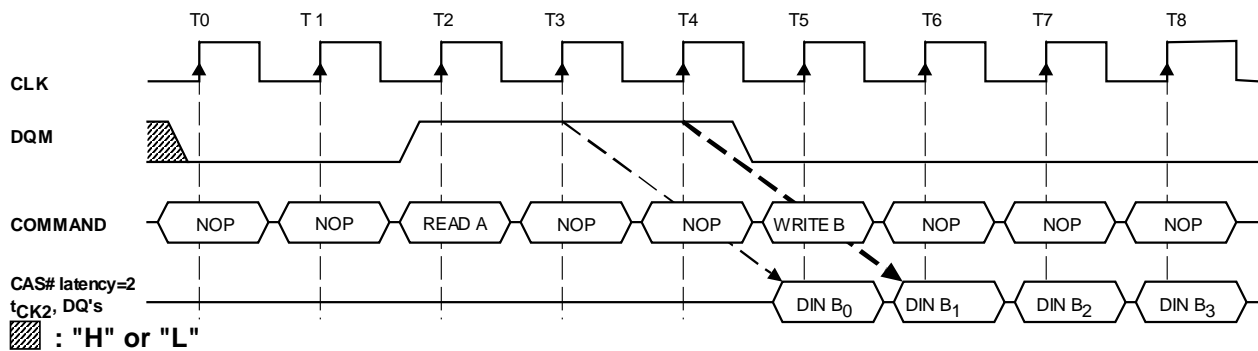 T0 T 1 T2 T3 T4 T5 T6 T7 T8
CLK
DQM
COMMAND NOP NOP READ A NOP NOP WRITE B NOP NOP NOP
CAS# latency=2
tCK2, DQ's DIN B0 DIN B1 DIN B2 DIN B3
: "H" or "L"